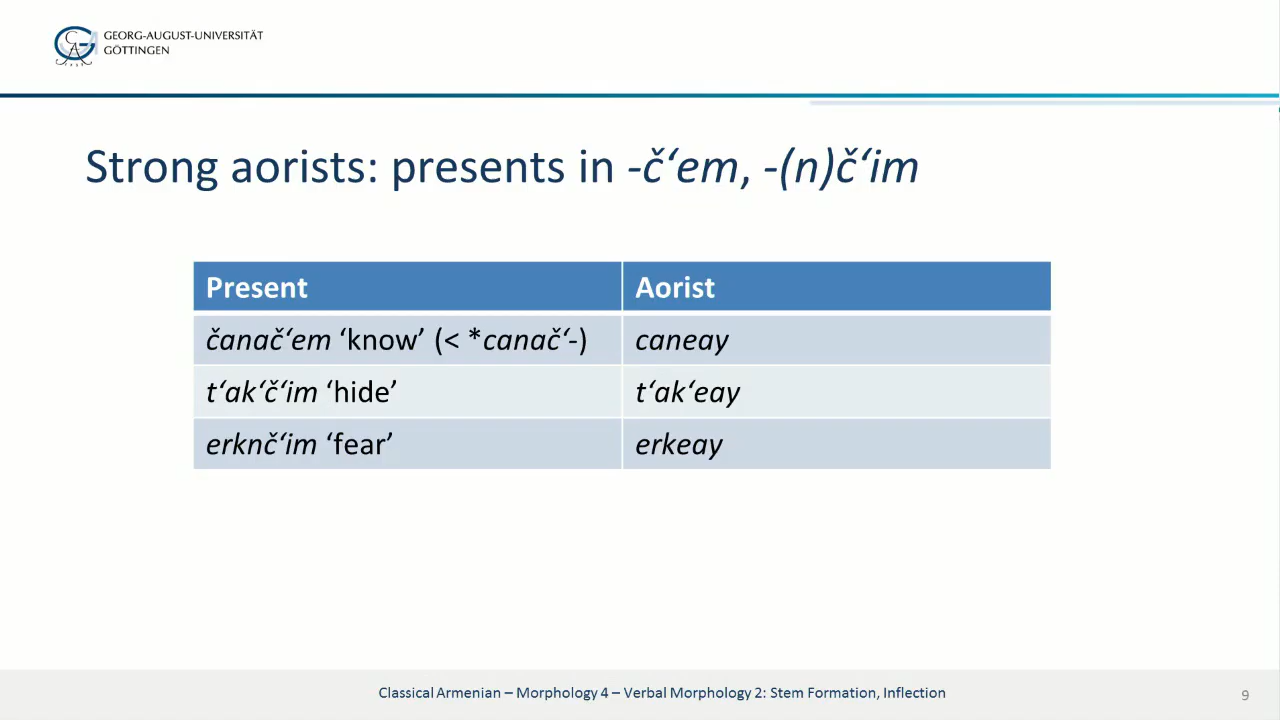 GEORG-AUGUST-UNIVERSITÄT
GÖTTINGEN
Strong aorists: presents in -č‘em, -(n)č‘im
Present Aorist
čanač‘em ‘know’ (< *canač‘-) caneay
t‘ak‘č‘im ‘hide’ t‘ak‘eay
erknč‘im ‘fear’ erkeay
Classical Armenian – Morphology 4 – Verbal Morphology 2: Stem Formation, Inflection
9